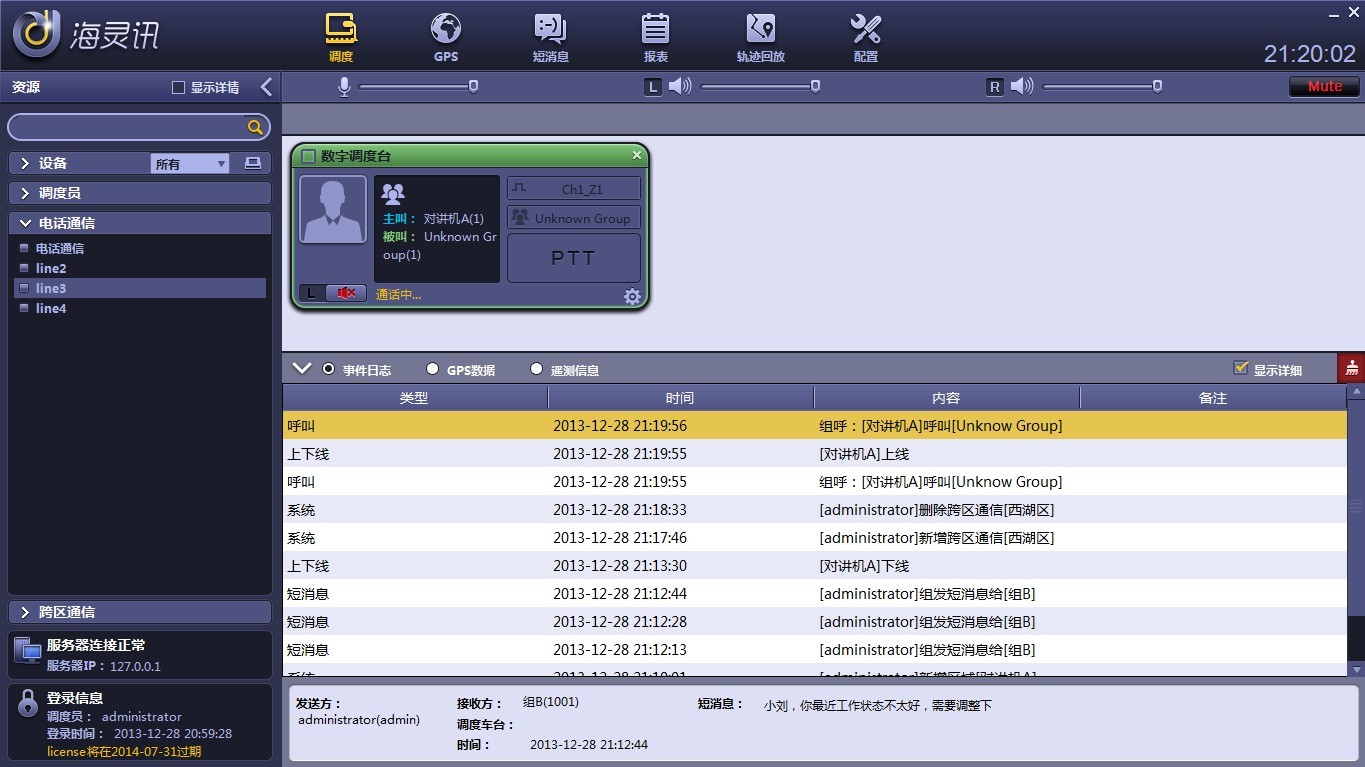 海灵讯
调度
GPS
短消息
报表
轨迹回放
配置
21:20:02
资源
显示详情
L
R
Mute
设备
所有
调度员
电话通信
电话通信
line2
line3
line4
跨区通信
服务器连接正常
服务器IP：127.0.0.1
登录信息
调度员： administrator
登录时间： 2013-12-28 20:59:28
license将在2014-07-31过期
数字调度台
主叫： 对讲机A(1)
被叫： Unknown Gr
oup(1)
Ch1_Z1
Unknown Group
PTT
L
通话中...
事件日志
GPS数据
遥测信息
显示详细
类型 时间 内容 备注
呼叫 2013-12-28 21:19:56 组呼：[对讲机A]呼叫[Unknow Group]
上下线 2013-12-28 21:19:55 [对讲机A]上线
呼叫 2013-12-28 21:19:55 组呼：[对讲机A]呼叫[Unknow Group]
系统 2013-12-28 21:18:33 [administrator]删除跨区通信[西湖区]
系统 2013-12-28 21:17:46 [administrator]新增跨区通信[西湖区]
上下线 2013-12-28 21:13:30 [对讲机A]下线
短消息 2013-12-28 21:12:44 [administrator]组发短消息给[组B]
短消息 2013-12-28 21:12:28 [administrator]组发短消息给[组B]
短消息 2013-12-28 21:12:13 [administrator]组发短消息给[组B]
发送方：
administrator(admin)
接收方： 组B(1001)
调度车台：
时间： 2013-12-28 21:12:44
短消息： 小刘，你最近工作状态不太好，需要调整下